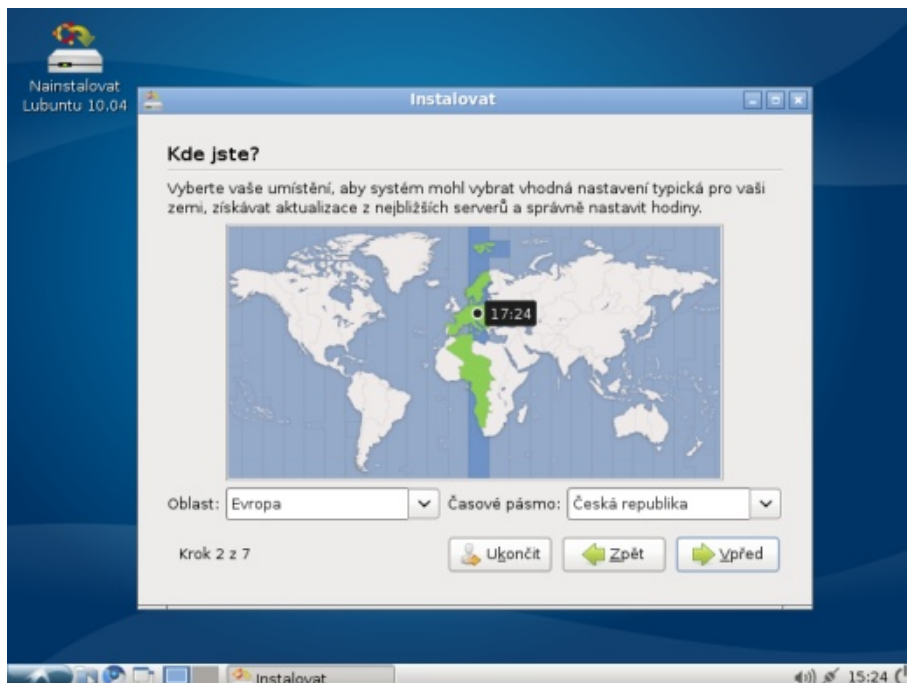 Nainstalovat
Lubuntu 10.04
Instalovat
Kde jste?
Vyberte vaše umístění, aby systém mohl vybrat vhodná nastavení typická pro vaši
zemi, získávat aktualizace z nejbližších serverů a správně nastavit hodiny.
17:24
Oblast: Evropa Časové pásmo: Česká republika
Krok 2 z 7 Ukončit Zpět Vpřed
Instalovat 15:24